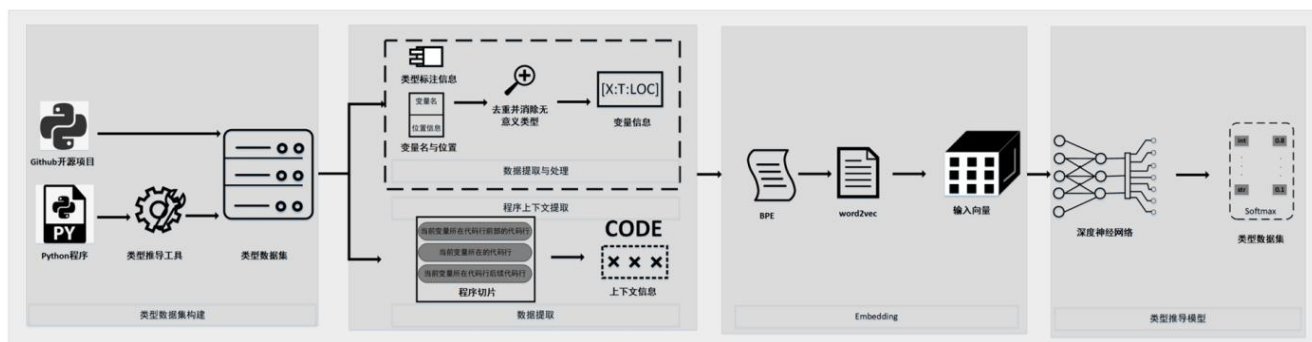 Github开源项目
PY
Python程序
类型推导工具
类型数据集
类型数据集构建
类型标注信息
变量名
位置信息
变量名与位置
去重并消除无
意义类型
[X:T:LOC]
变量信息
数据提取与处理
程序上下文提取
当前变量所在代码行前部的代码行
当前变量所在的代码行
当前变量所在代码行后续代码行
程序切片
CODE
上下文信息
数据提取
BPE
word2vec
输入向量
Embedding
深度神经网络
int 0.8
str 0.1
Softmax
类型数据集
类型推导模型